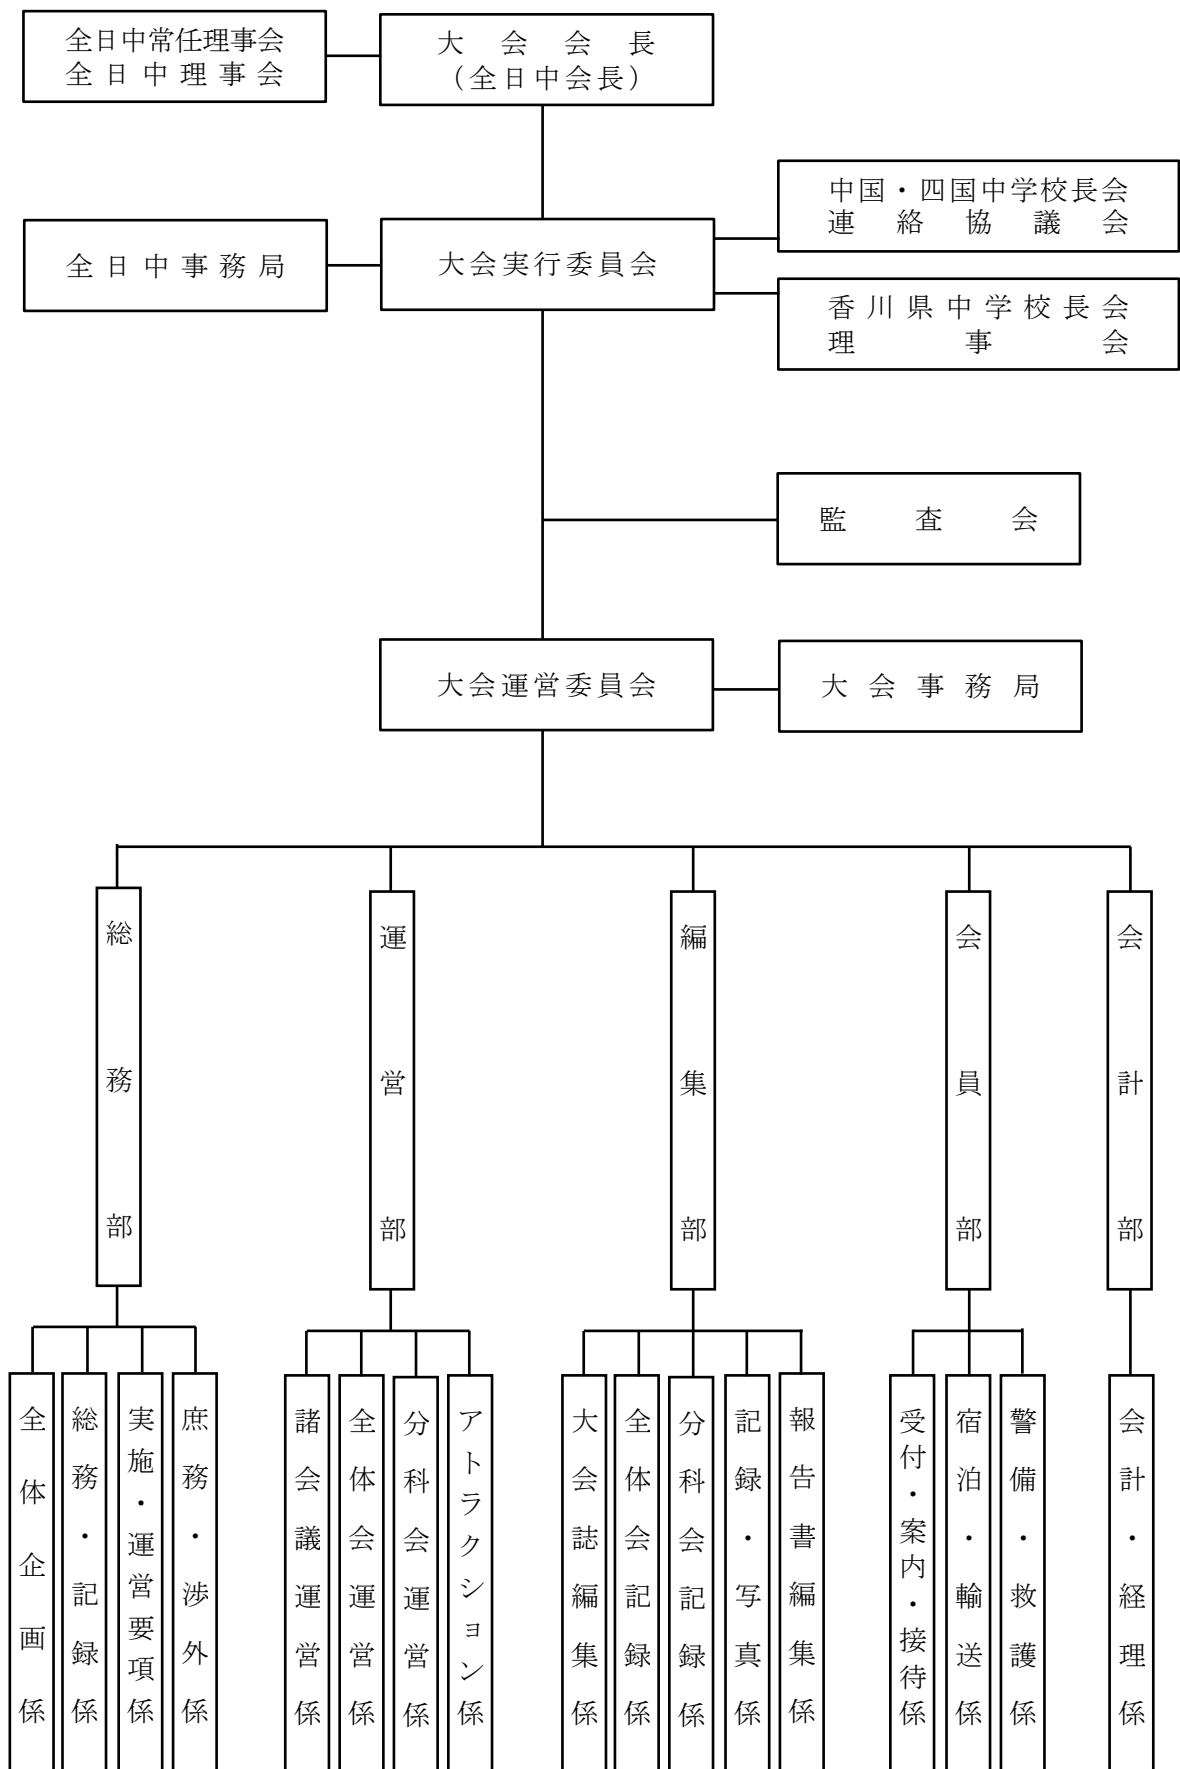 全日中常任理事会
全日中理事会
大会会長
（全日中会長）
中国・四国中学校長会
連絡協議会
全日中事務局
大会実行委員会
香川県中学校長会
理事会
監査会
大会運営委員会
大会事務局
総務部
運営部
編集部
会員部
会計部
全体企画係
総務・記録係
実施・運営要項係
庶務・渉外係
諸会議運営係
全体会運営係
分科会運営係
アトラクション係
大会誌編集係
全体会記録係
分科会記録係
記録・写真係
報告書編集係
受付・案内・接待係
宿泊・輸送係
警備・救護係
会計・経理係